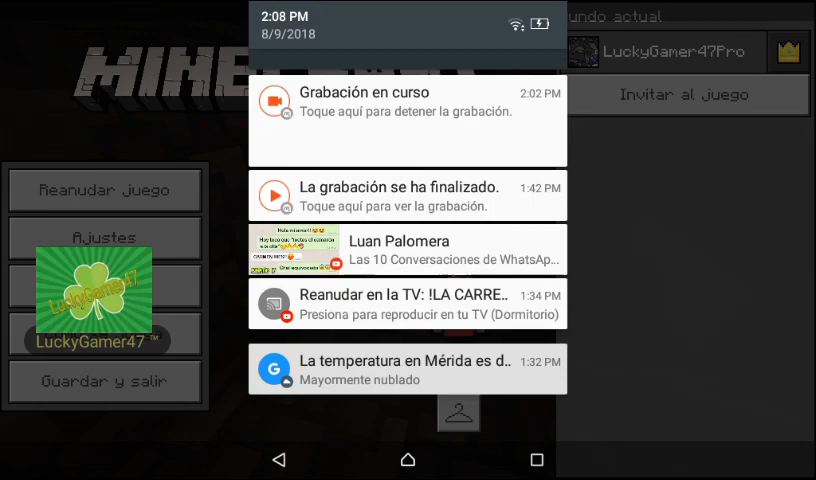 2:08 PM
8/9/2018
undo actual
LuckyGamer47Pro
Invitar al juego
MINE
Grabación en curso
2:02 PM
Toque aquí para detener la grabación.
La grabación se ha finalizado.
1:42 PM
Toque aquí para ver la grabación.
Luan Palomera
Las 10 Conversaciones de WhatsAp...
Reanudar en la TV: !LA CARRE...
1:34 PM
Presiona para reproducir en tu TV (Dormitorio)
La temperatura en Mérida es d...
1:32 PM
Mayormente nublado
Reanudar juego
Ajustes
LuckyGamer47
LuckyGamer47™
Guardar y salir